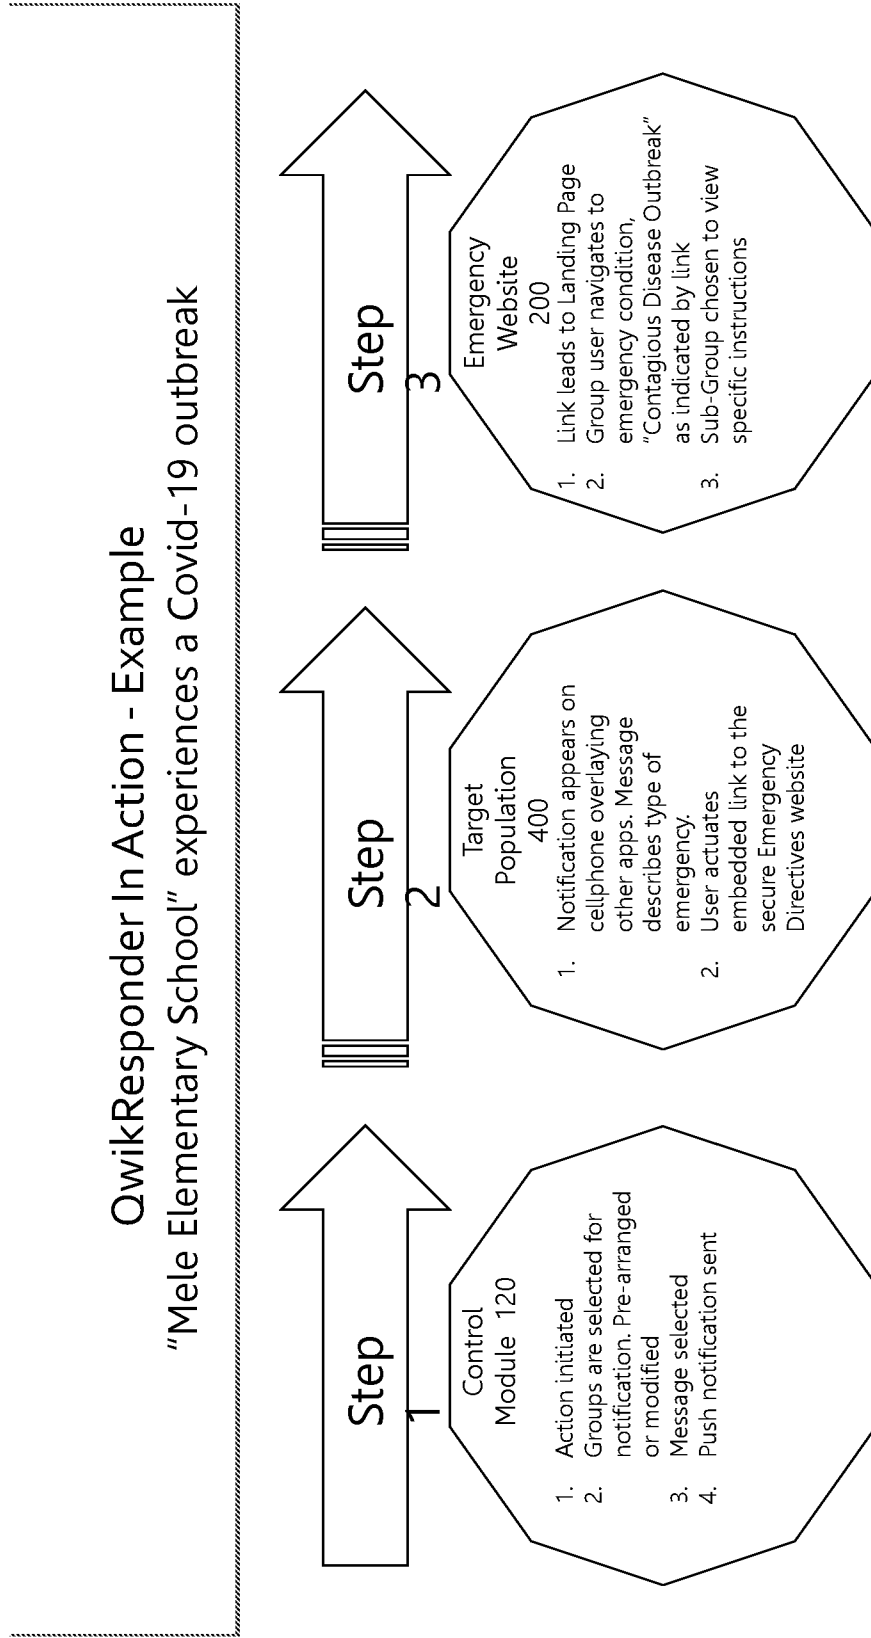 QwikResponder In Action - Example
"Mele Elementary School" experiences a Covid-19 outbreak
Step
1
Control
Module 120
1. Action initiated
2. Groups are selected for
notification. Pre-arranged
or modified
3. Message selected
4. Push notification sent
Step
2
Target
Population
400
1. Notification appears on
cellphone overlaying
other apps. Message
describes type of
emergency.
2. User actuates
embedded link to the
secure Emergency
Directives website
Step
3
Emergency
Website
200
1. Link leads to Landing Page
2. Group user navigates to
emergency condition,
"Contagious Disease Outbreak"
as indicated by link
3. Sub-Group chosen to view
specific instructions